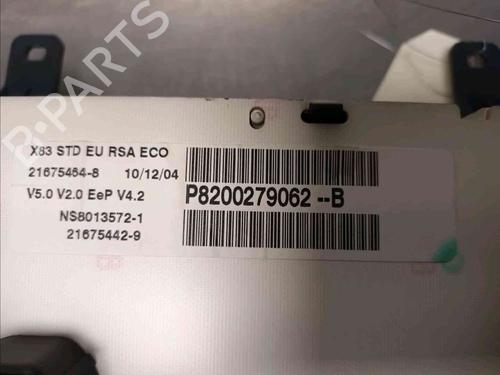 X83 STD EU RSA ECO
21675464-8 10/12/04
V5.0 V2.0 EeP V4.2
NS8013572-1
21675442-9
P8200279062 --B
B-PARTS